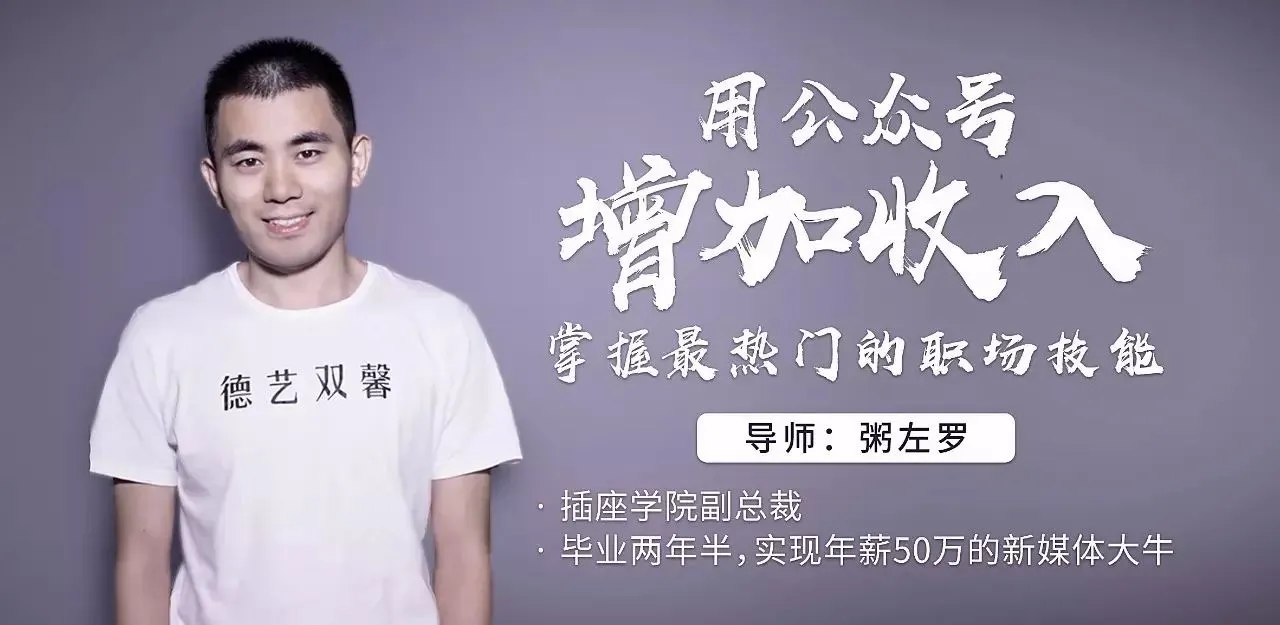 用公众号
增加收入
掌握最热门的职场技能
德艺双馨
导师：粥左罗
· 插座学院副总裁
· 毕业两年半，实现年薪50万的新媒体大牛